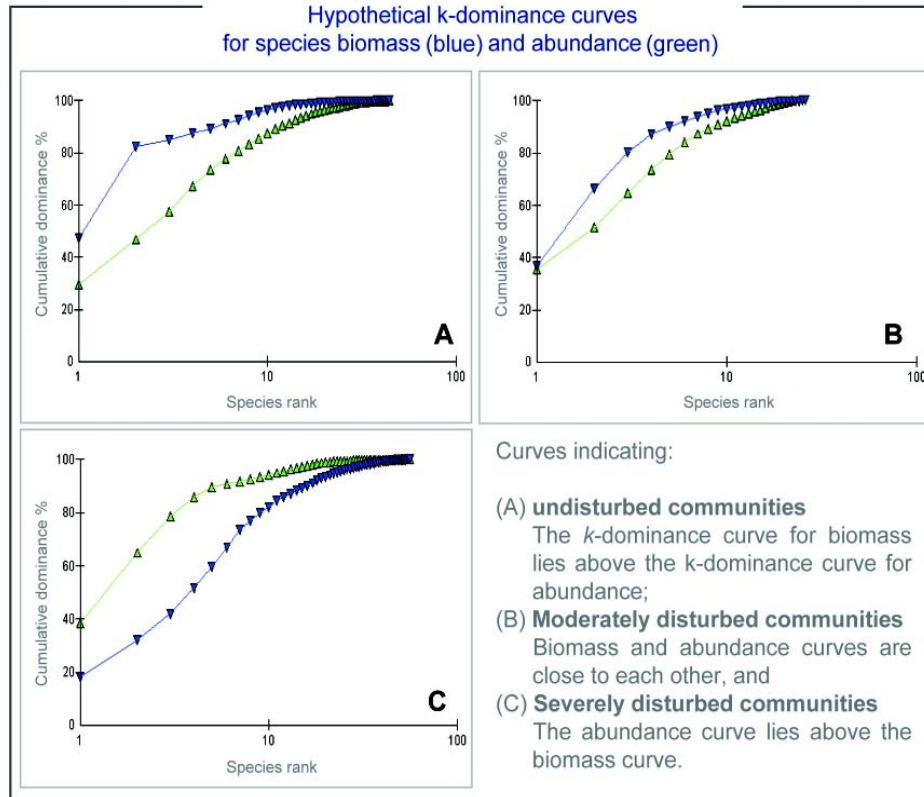 Hypothetical k-dominance curves
for species biomass (blue) and abundance (green)
Cumulative dominance %
100
80
60
40
20
0
1
10
100
Species rank
A
Cumulative dominance %
100
80
60
40
20
0
1
10
100
Species rank
B
Cumulative dominance %
100
80
60
40
20
0
1
10
100
Species rank
C
Curves indicating:
(A) undisturbed communities
The k-dominance curve for biomass
lies above the k-dominance curve for
abundance;
(B) Moderately disturbed communities
Biomass and abundance curves are
close to each other, and
(C) Severely disturbed communities
The abundance curve lies above the
biomass curve.